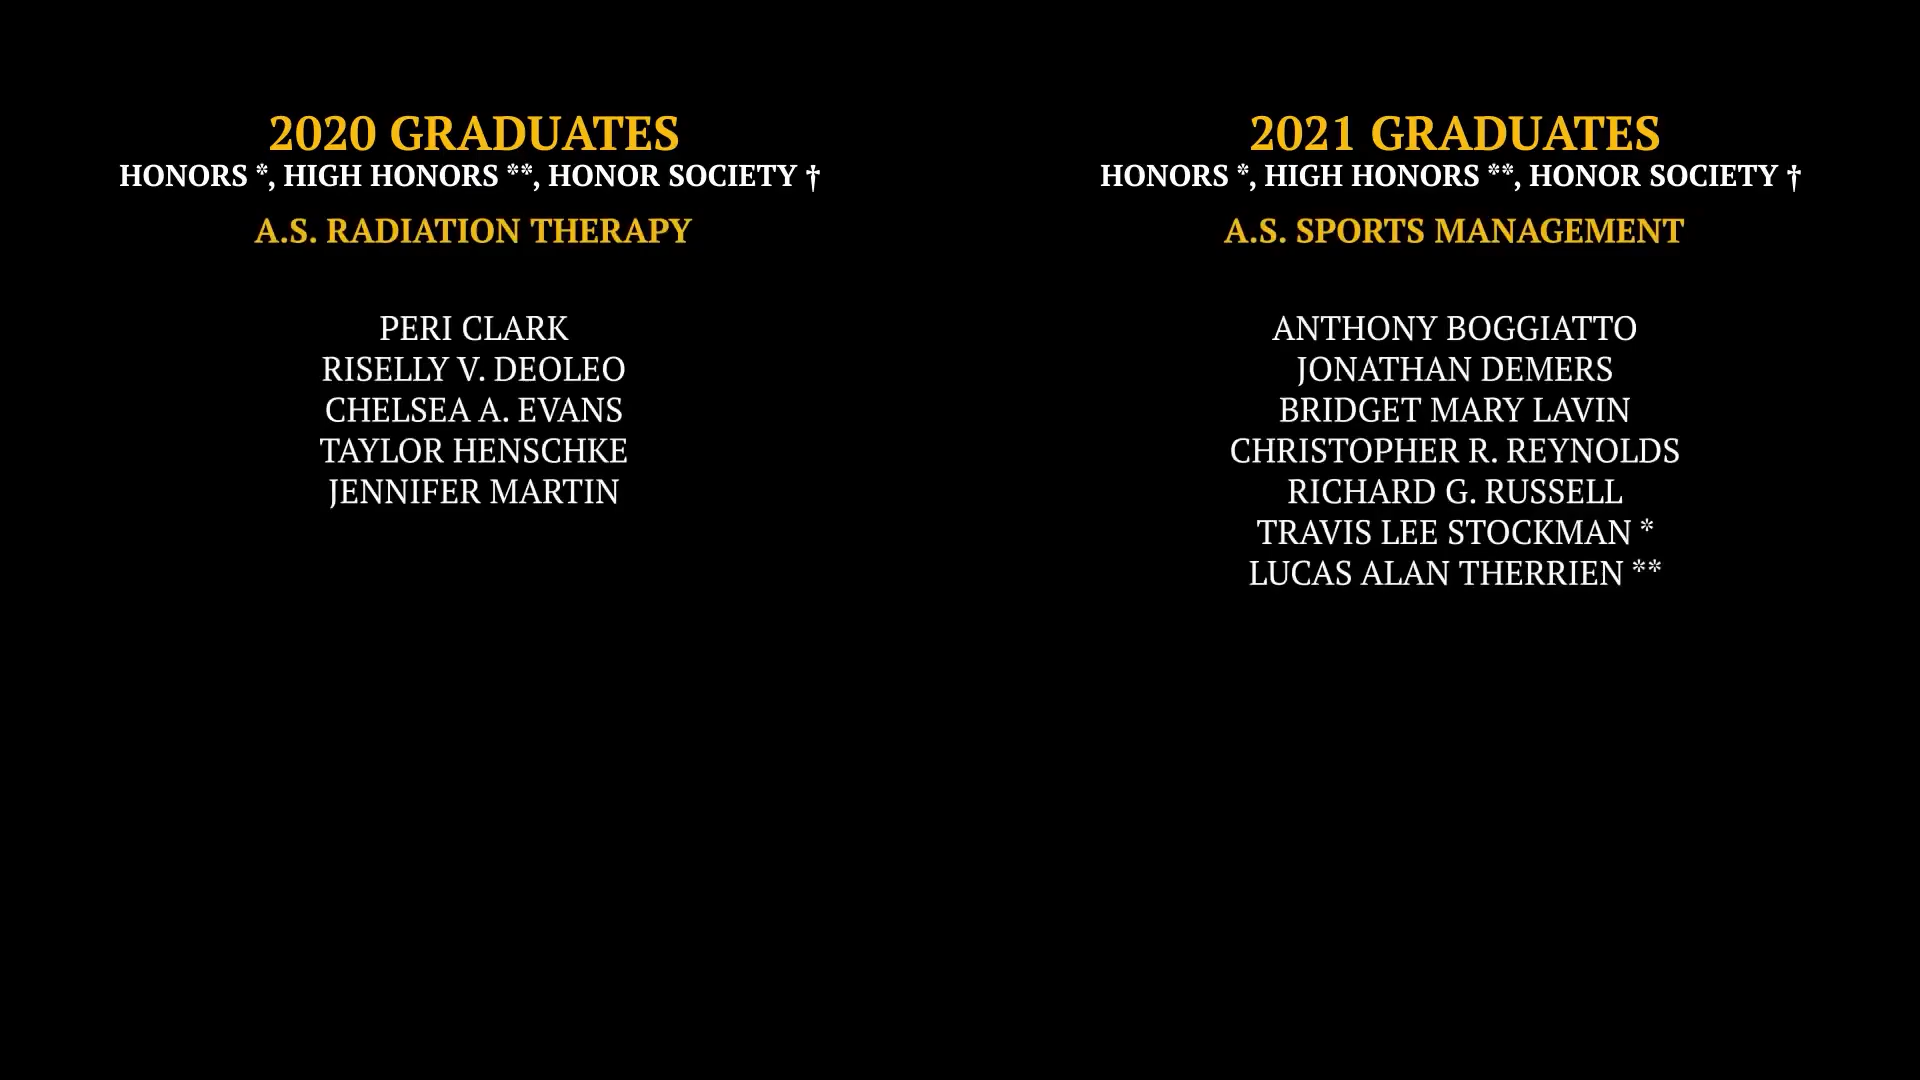 2020 GRADUATES
HONORS *, HIGH HONORS **, HONOR SOCIETY †
A.S. RADIATION THERAPY
PERI CLARK
RISELLY V. DEOLEO
CHELSEA A. EVANS
TAYLOR HENSCHKE
JENNIFER MARTIN
2021 GRADUATES
HONORS *, HIGH HONORS **, HONOR SOCIETY †
A.S. SPORTS MANAGEMENT
ANTHONY BOGGIATTO
JONATHAN DEMERS
BRIDGET MARY LAVIN
CHRISTOPHER R. REYNOLDS
RICHARD G. RUSSELL
TRAVIS LEE STOCKMAN *
LUCAS ALAN THERRIEN **